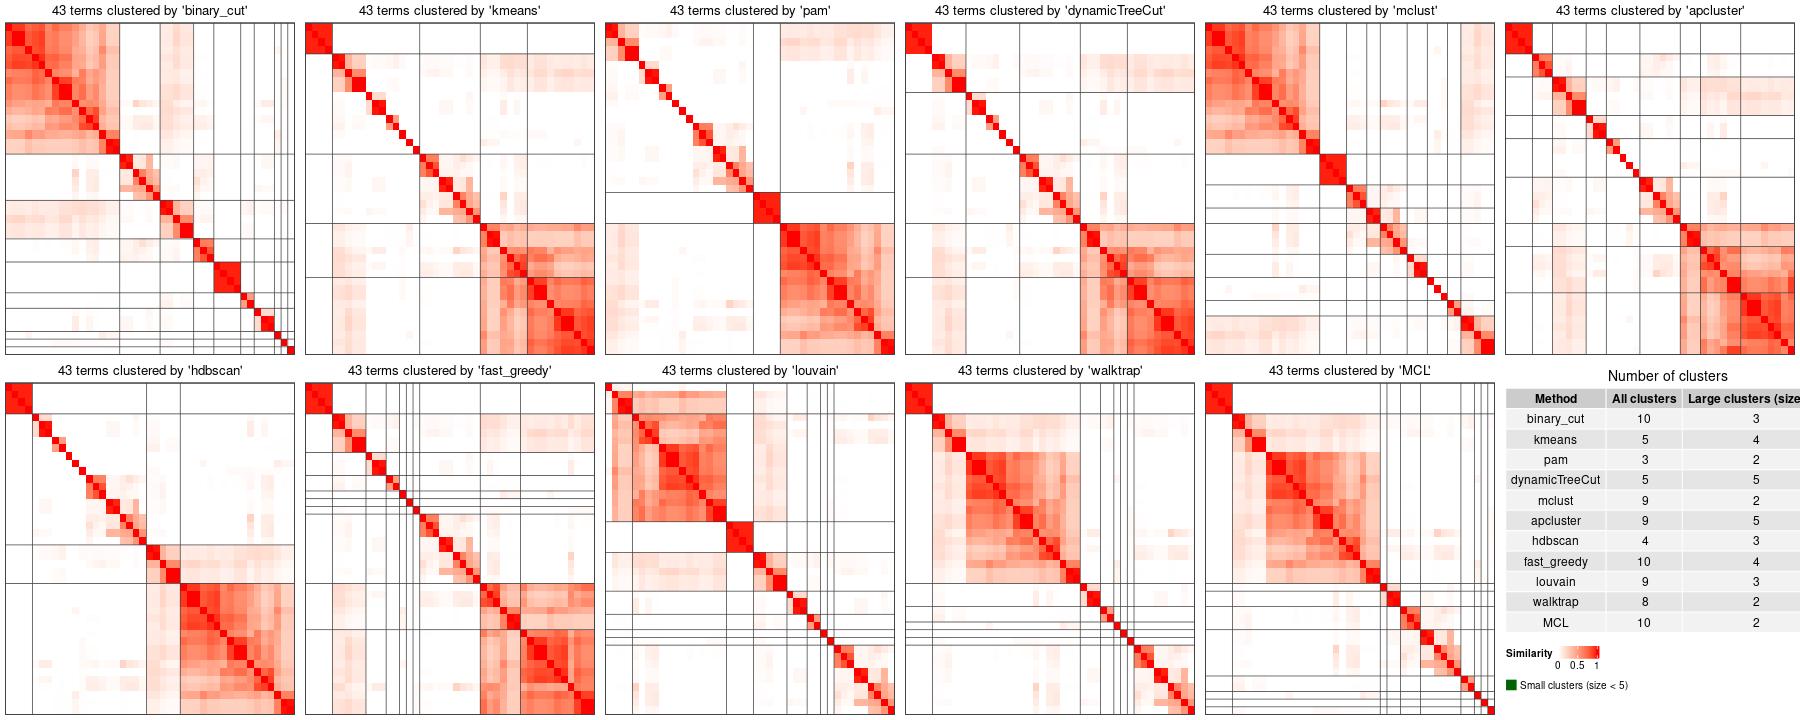 43 terms clustered by 'binary_cut'
43 terms clustered by 'kmeans'
43 terms clustered by 'pam'
43 terms clustered by 'dynamicTreeCut'
43 terms clustered by 'mclust'
43 terms clustered by 'apcluster'
43 terms clustered by 'hdbscan'
43 terms clustered by 'fast_greedy'
43 terms clustered by 'louvain'
43 terms clustered by 'walktrap'
43 terms clustered by 'MCL'
Number of clusters
Method All clusters Large clusters (size
binary_cut 10 3
kmeans 5 4
pam 3 2
dynamicTreeCut 5 5
mclust 9 2
apcluster 9 5
hdbscan 4 3
fast_greedy 10 4
louvain 9 3
walktrap 8 2
MCL 10 2
Similarity
0 0.5 1
Small clusters (size < 5)